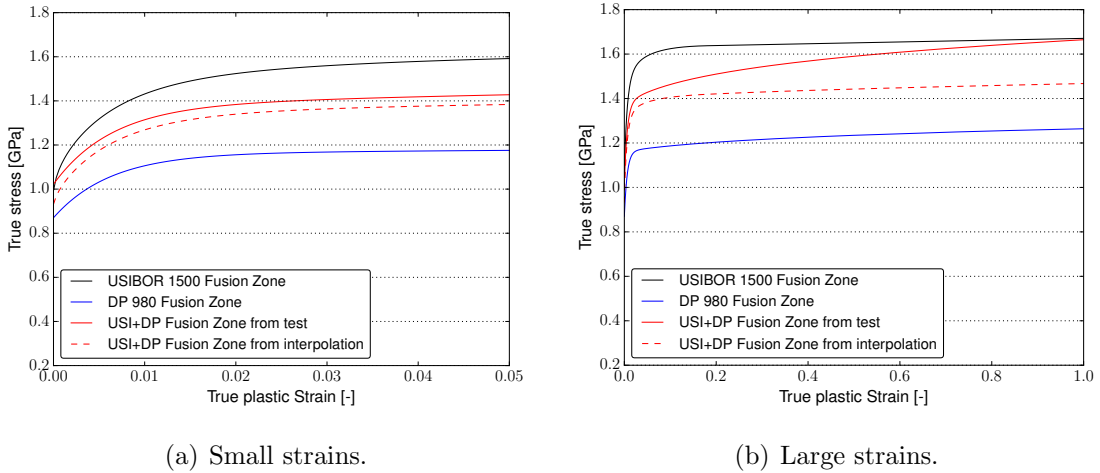 1.8
1.6
1.4
1.2
1.0
0.8
0.6
0.4
0.2
True stress [GPa]
USIBOR 1500 Fusion Zone
DP 980 Fusion Zone
USI+DP Fusion Zone from test
USI+DP Fusion Zone from interpolation
0.00 0.01 0.02 0.03 0.04 0.05
True plastic Strain [-]
(a) Small strains.
1.8
1.6
1.4
1.2
1.0
0.8
0.6
0.4
0.2
True stress [GPa]
USIBOR 1500 Fusion Zone
DP 980 Fusion Zone
USI+DP Fusion Zone from test
USI+DP Fusion Zone from interpolation
0.0 0.2 0.4 0.6 0.8 1.0
True plastic Strain [-]
(b) Large strains.